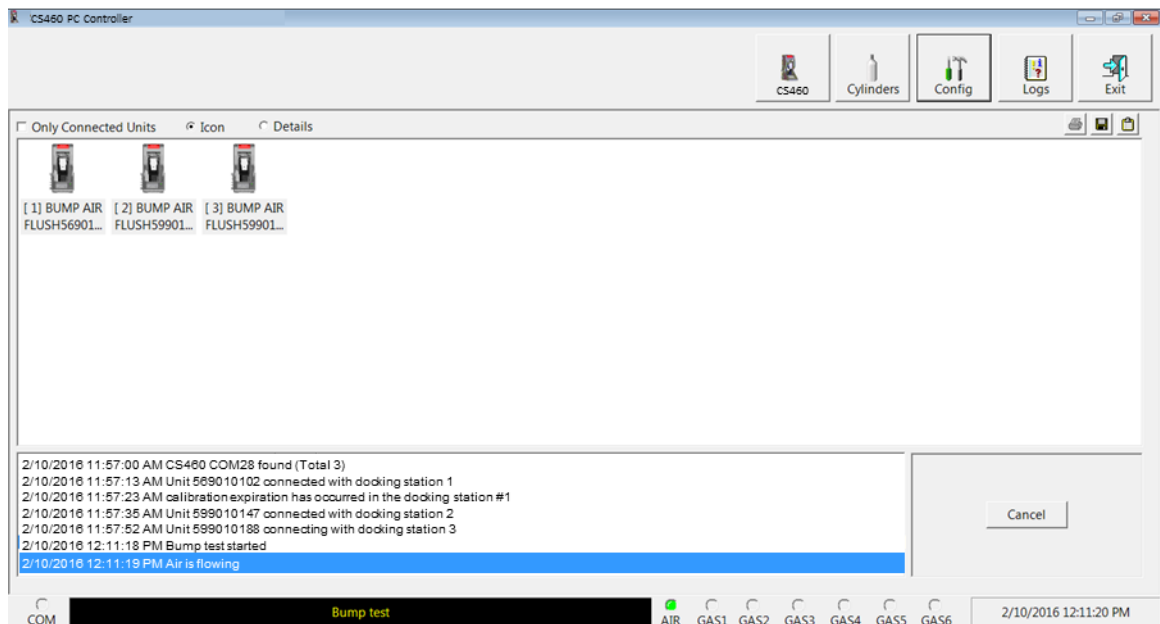 CS460 PC Controller
CS460 Cylinders Config Logs Exit
Only Connected Units Icon Details
[ 1] BUMP AIR [ 2] BUMP AIR [ 3] BUMP AIR
FLUSH56901... FLUSH59901... FLUSH59901...
2/10/2016 11:57:00 AM CS460 COM28 found (Total 3)
2/10/2016 11:57:13 AM Unit 569010102 connected with docking station 1
2/10/2016 11:57:23 AM calibration expiration has occurred in the docking station #1
2/10/2016 11:57:35 AM Unit 599010147 connected with docking station 2
2/10/2016 11:57:52 AM Unit 599010188 connecting with docking station 3
2/10/2016 12:11:18 PM Bump test started
2/10/2016 12:11:19 PM Air is flowing
Cancel
COM Bump test AIR GAS1 GAS2 GAS3 GAS4 GAS5 GAS6 2/10/2016 12:11:20 PM